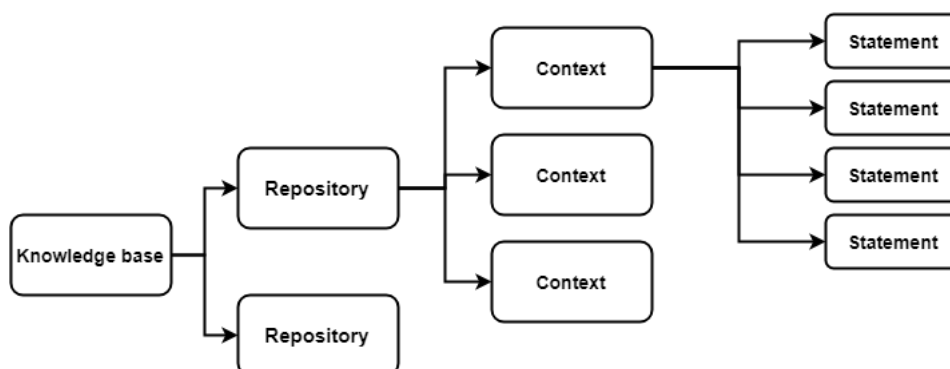 Knowledge base
Repository
Repository
Context
Context
Context
Statement
Statement
Statement
Statement